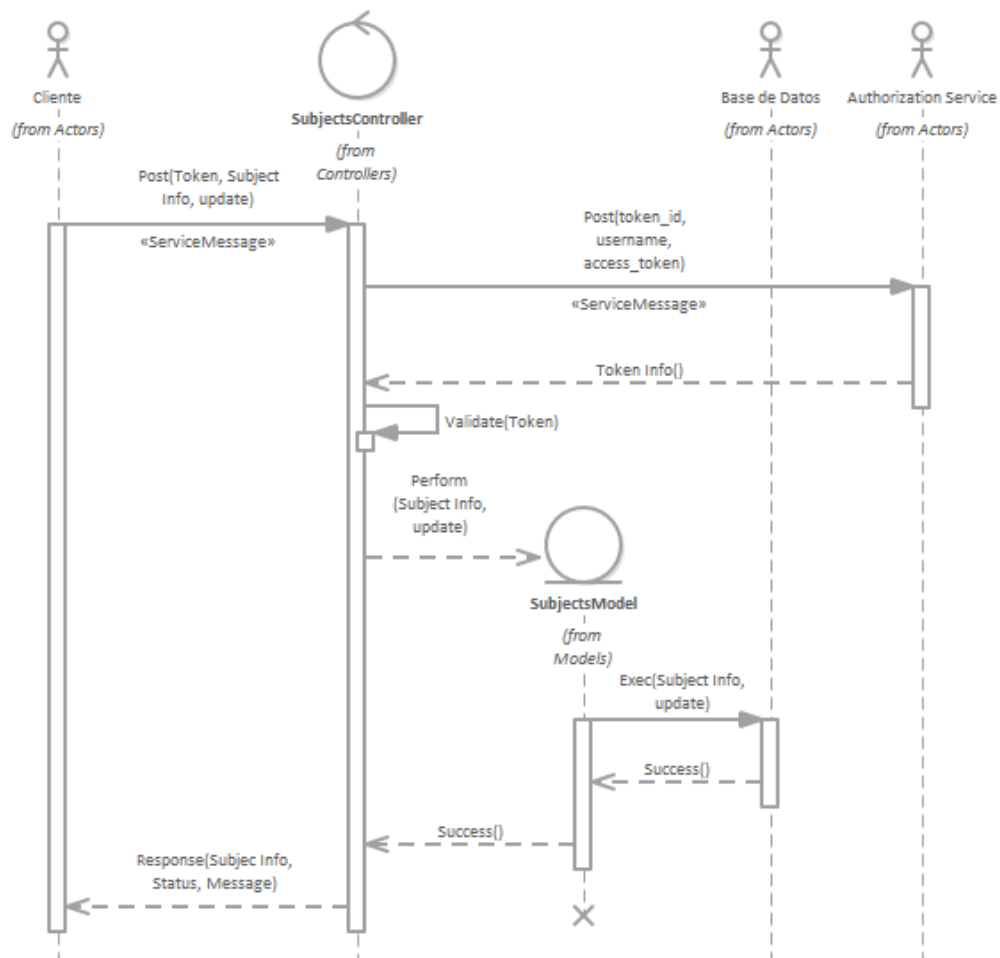 Cliente
(from Actors)
SubjectsController
(from
Controllers)
Base de Datos
(from Actors)
Authorization Service
(from Actors)
Post(Token, Subject
Info, update)
«ServiceMessage»
Post(token_id,
username,
access_token)
«ServiceMessage»
Token Info()
Validate(Token)
Perform
(Subject Info,
update)
SubjectsModel
(from
Models)
Exec(Subject Info,
update)
Success()
Success()
Response(Subjec Info,
Status, Message)